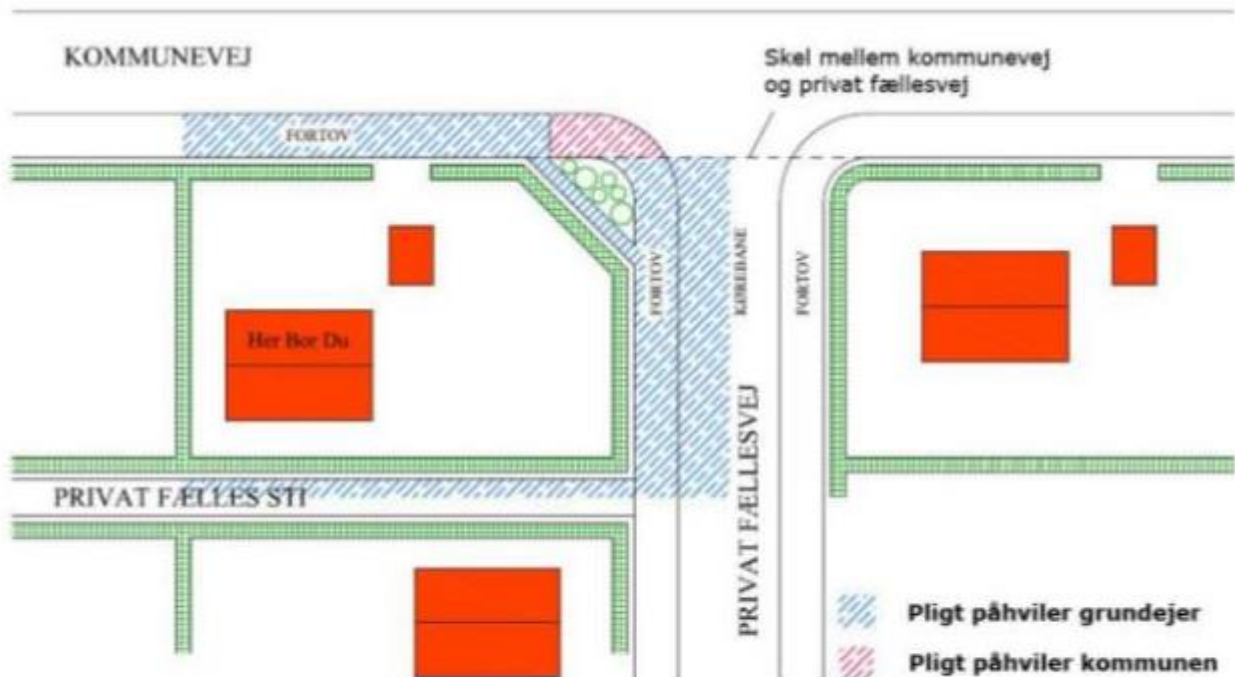 KOMMUNEVEJ
Skel mellem kommunevej
og privat fællesvej
FORTOV
FORTOV
KØREBANE
FORTOV
Her Bor Du
PRIVAT FÆLLESVEJ
PRIVAT FÆLLES STI
Pligt påhviler grundejer
Pligt påhviler kommunen